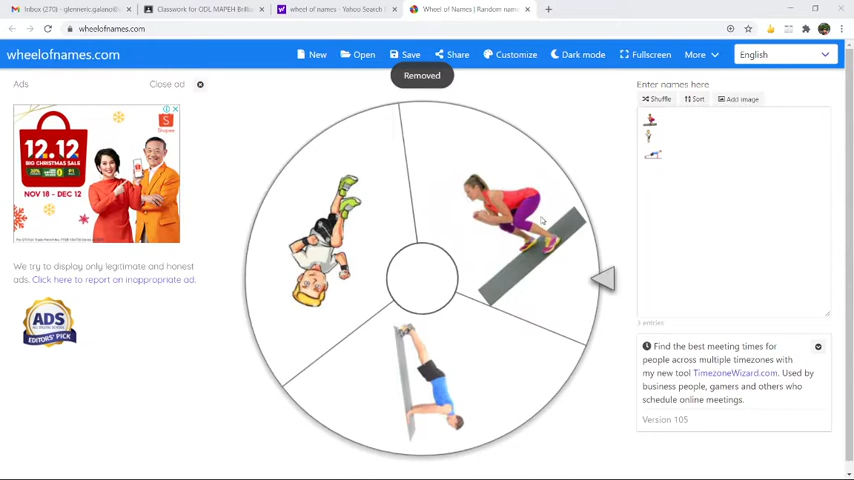 Inbox (270) - glenneric.galano@
Classwork for ODL MAPEH Brillia
wheel of names - Yahoo Search
Wheel of Names | Random name
wheelofnames.com
wheelofnames.com
New
Open
Save
Share
Customize
Dark mode
Fullscreen
More
English
Removed
Ads
Close ad
12.12
BIG CHRISTMAS SALE
NOV 18 - DEC 12
We try to display only legitimate and honest
ads. Click here to report an inappropriate ad.
ADS
EDITORS' PICK
Enter names here
Shuffle
Sort
Add image
3 entries
Find the best meeting times for
people across multiple timezones with
my new tool TimezoneWizard.com. Used by
business people, gamers and others who
schedule online meetings.
Version 105